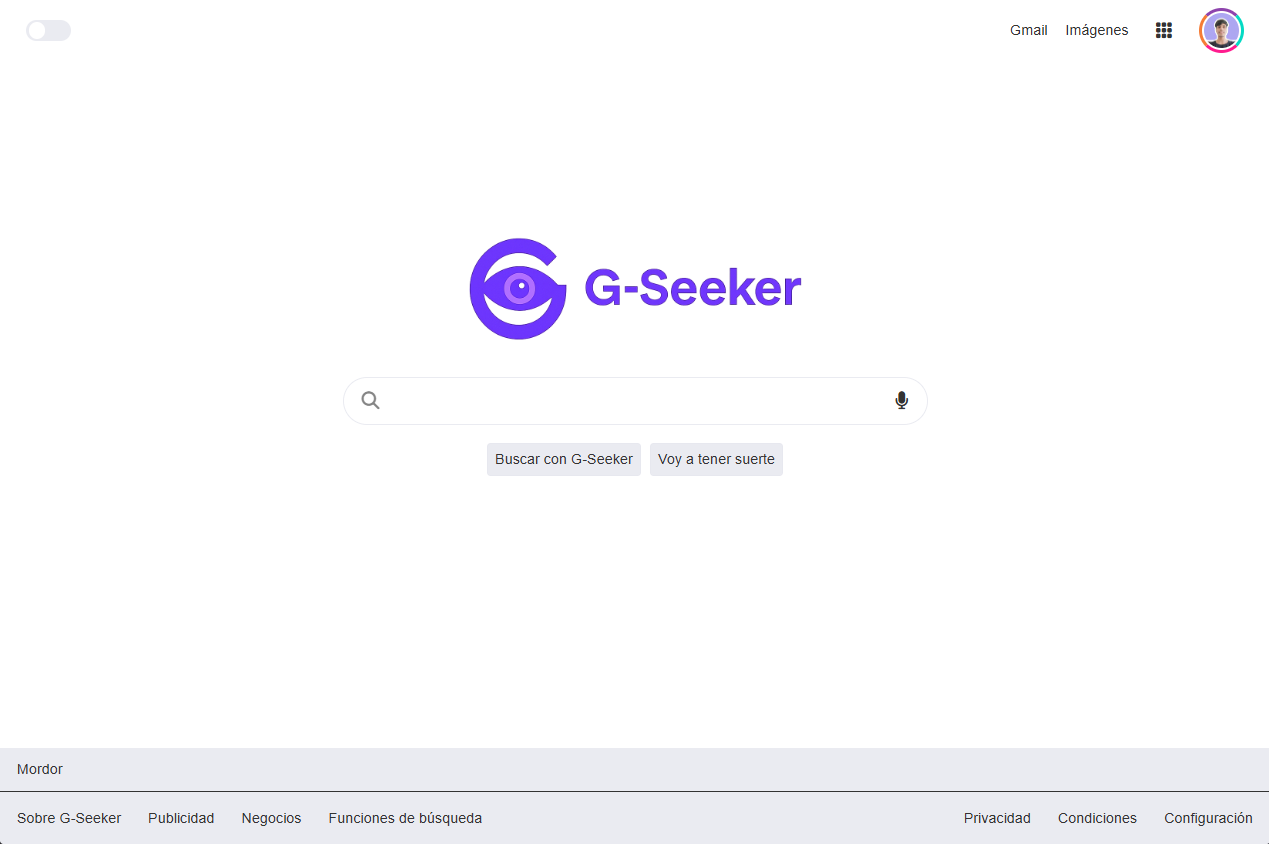 Gmail Imágenes
G-Seeker
Buscar con G-Seeker Voy a tener suerte
Mordor
Sobre G-Seeker Publicidad Negocios Funciones de búsqueda Privacidad Condiciones Configuración